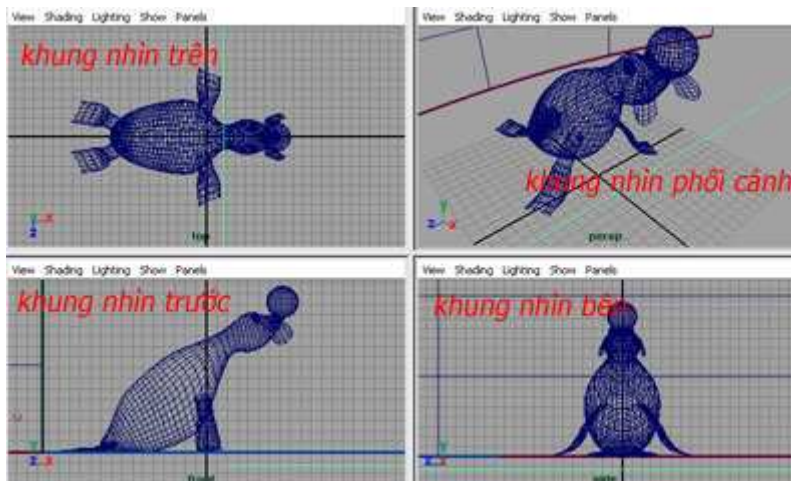 View Shading Lighting Show Panels
khung nhìn trên
top
View Shading Lighting Show Panels
khung nhìn phối cảnh
persp
View Shading Lighting Show Panels
khung nhìn trước
front
View Shading Lighting Show Panels
khung nhìn bên
side